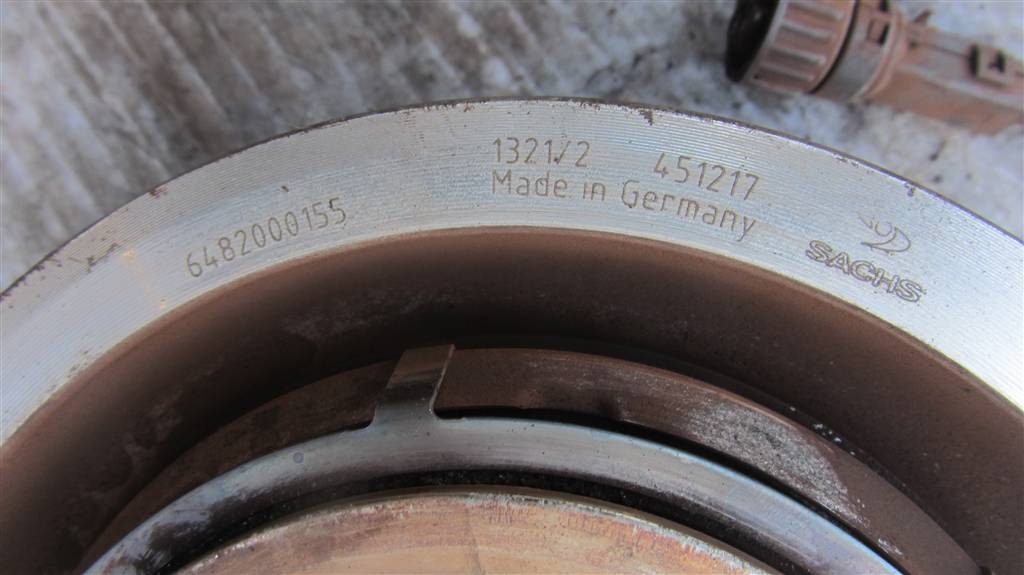 6482000155
1321/2 451217
Made in Germany
SACHS